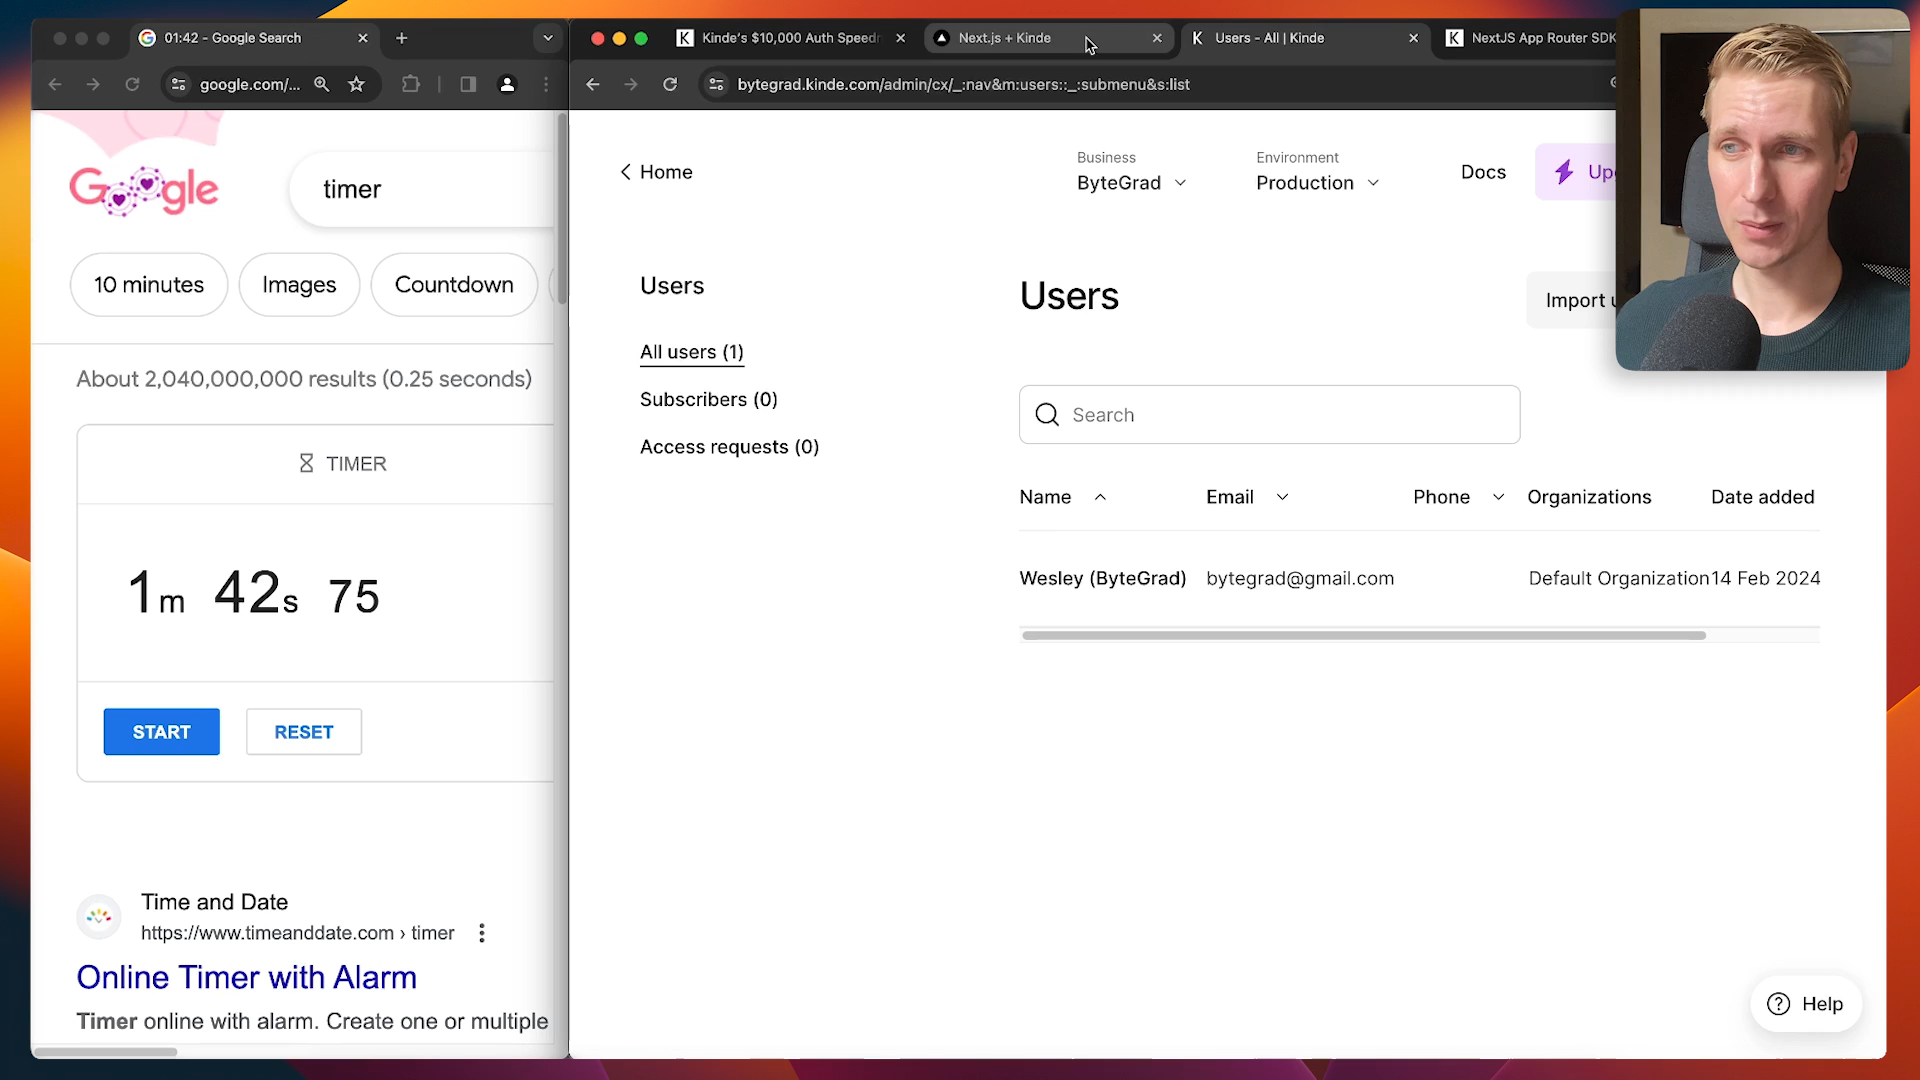 01:42 - Google Search
google.com/...
Google
timer
10 minutes
Images
Countdown
About 2,040,000,000 results (0.25 seconds)
TIMER
1m 42s 75
START
RESET
Time and Date
https://www.timeanddate.com › timer
Online Timer with Alarm
Timer online with alarm. Create one or multiple
Kinde's $10,000 Auth Speedr
Next.js + Kinde
Users - All | Kinde
NextJS App Router SDK
bytegrad.kinde.com/admin/cx/_:nav&m:users::_:submenu&s:list
Home
Business
ByteGrad
Environment
Production
Docs
Users
All users (1)
Subscribers (0)
Access requests (0)
Users
Import
Search
Name
Email
Phone
Organizations
Date added
Wesley (ByteGrad)
bytegrad@gmail.com
Default Organization
14 Feb 2024
Help